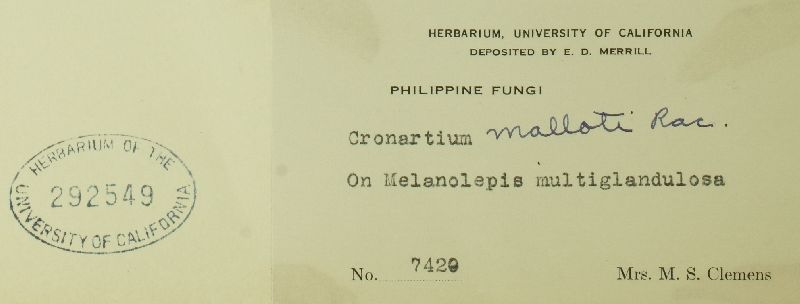 HERBARIUM, UNIVERSITY OF CALIFORNIA
DEPOSITED BY E. D. MERRILL
PHILIPPINE FUNGI
Cronartium malloti Rac.
On Melanolepis multiglandulosa
No. 7420
Mrs. M. S. Clemens
HERBARIUM OF THE
292549
UNIVERSITY OF CALIFORNIA